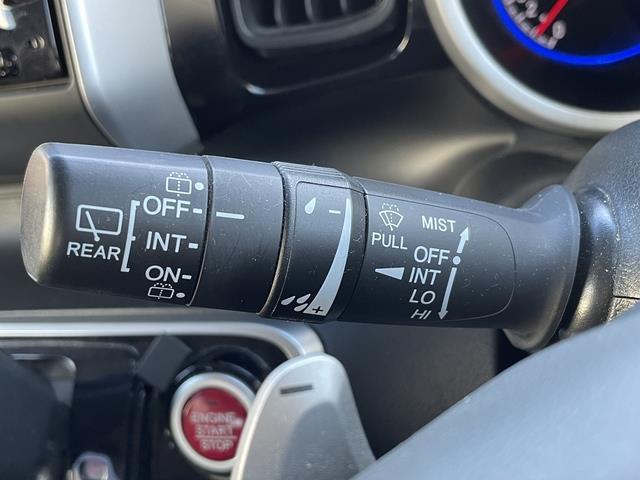 REAR
OFF
INT
ON
PULL
MIST
OFF
INT
LO
HI
ENGINE
START
STOP